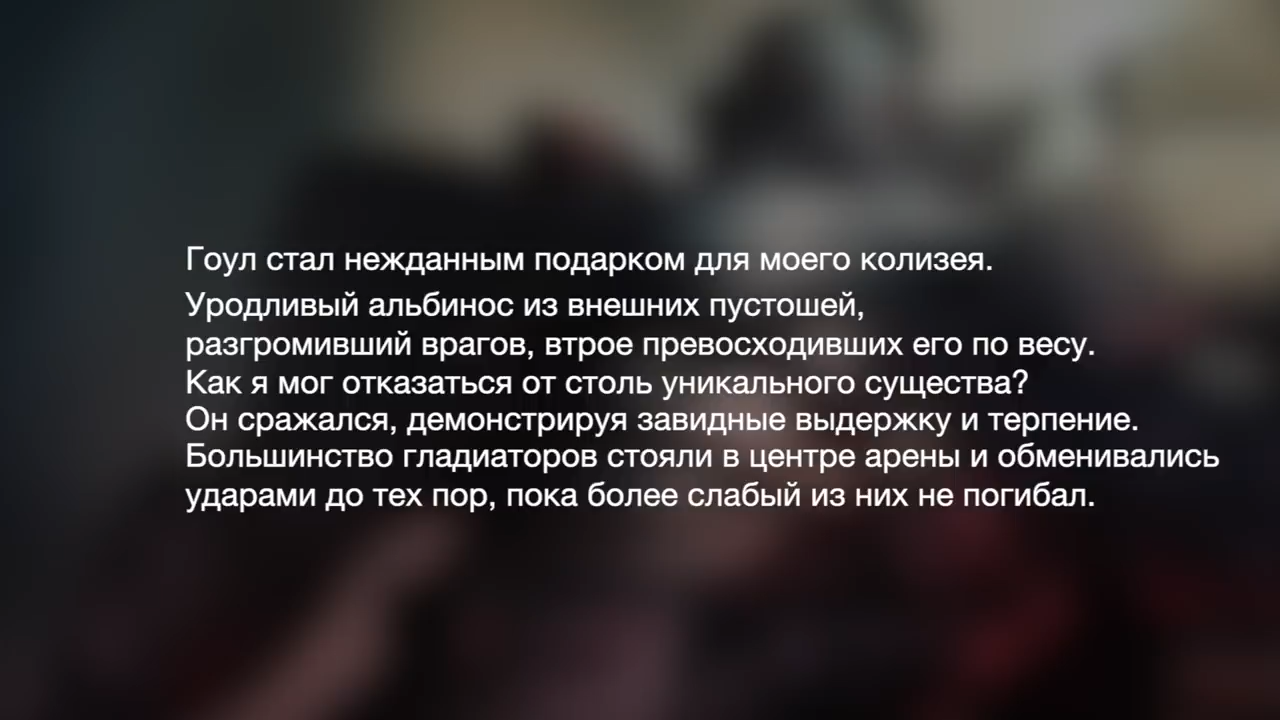 Гоул стал нежданным подарком для моего колизея.
Уродливый альбинос из внешних пустошей,
разгромивший врагов, втрое превосходивших его по весу.
Как я мог отказаться от столь уникального существа?
Он сражался, демонстрируя завидные выдержку и терпение.
Большинство гладиаторов стояли в центре арены и обменивались
ударами до тех пор, пока более слабый из них не погибал.